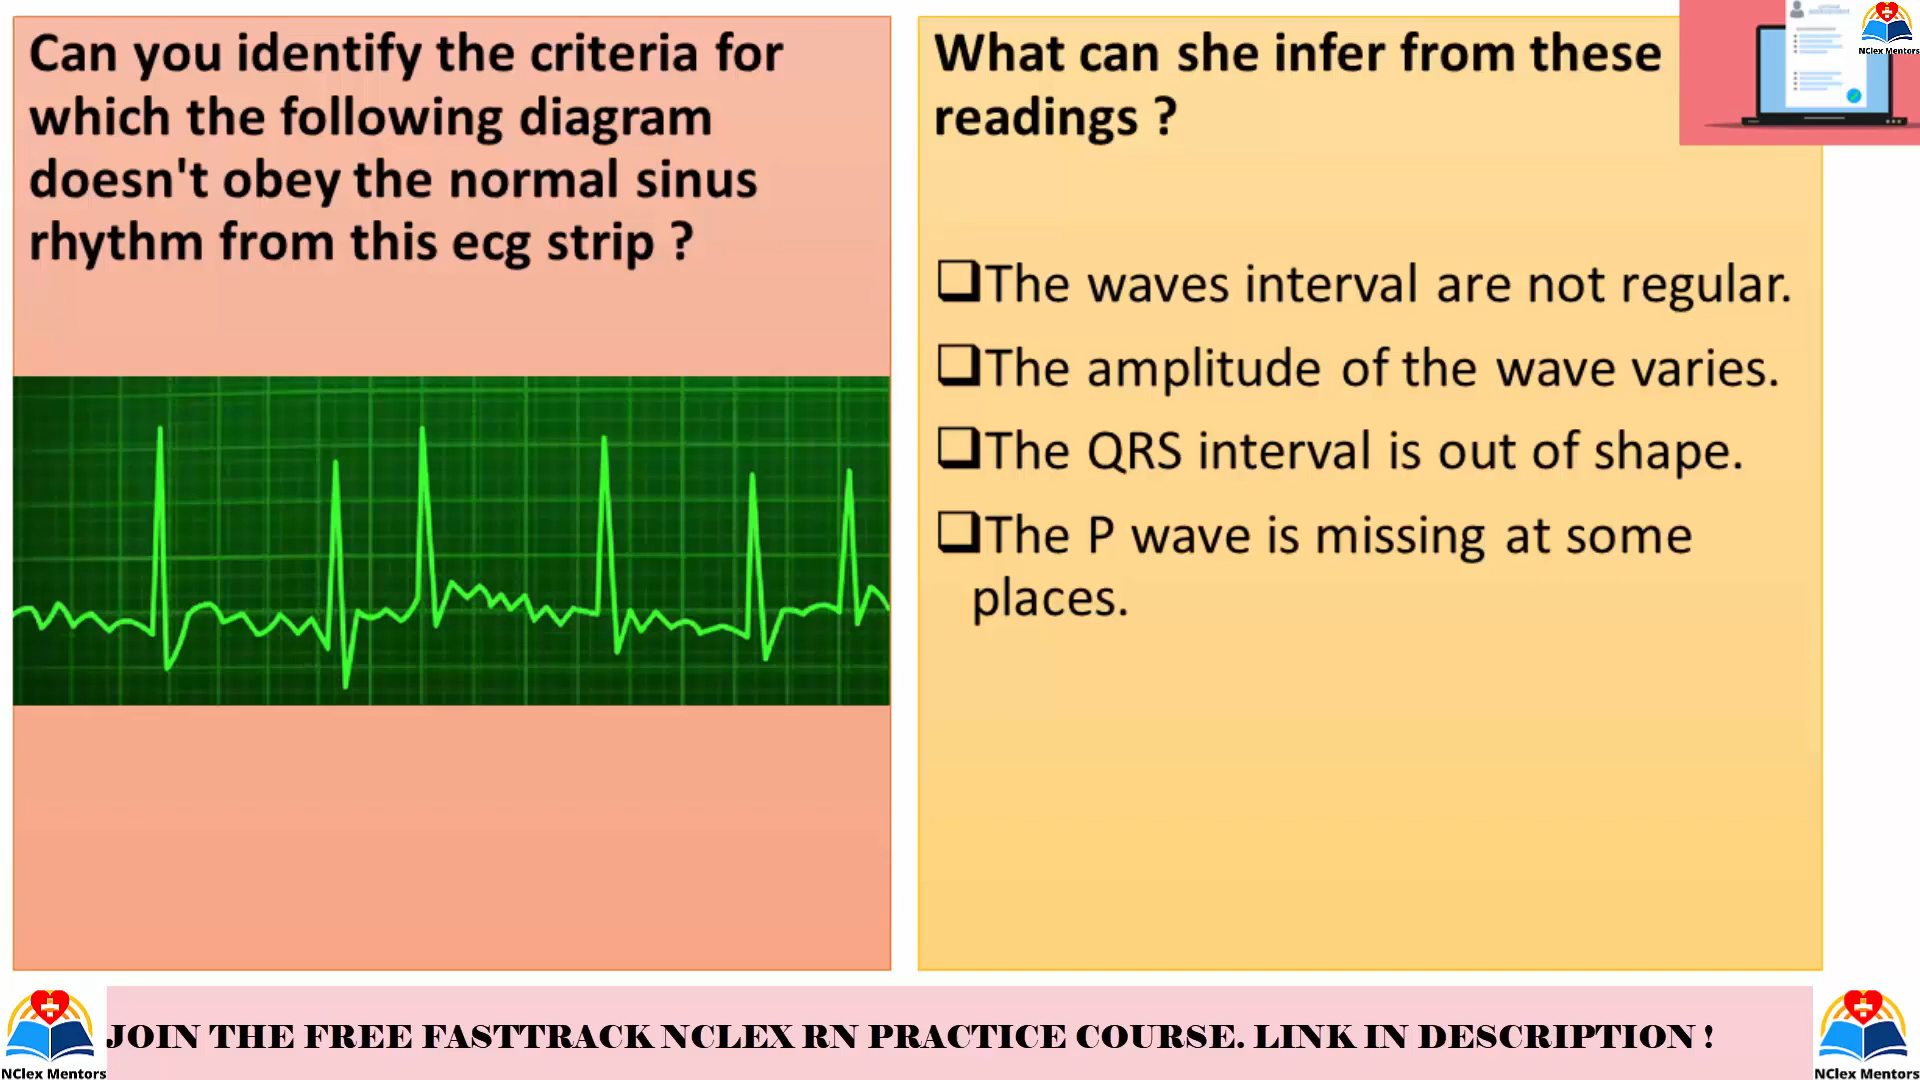 Can you identify the criteria for
which the following diagram
doesn't obey the normal sinus
rhythm from this ecg strip ?
What can she infer from these
readings ?
The waves interval are not regular.
The amplitude of the wave varies.
The QRS interval is out of shape.
The P wave is missing at some
places.
NClex Mentors
JOIN THE FREE FASTTRACK NCLEX RN PRACTICE COURSE. LINK IN DESCRIPTION !
NClex Mentors
NClex Mentors